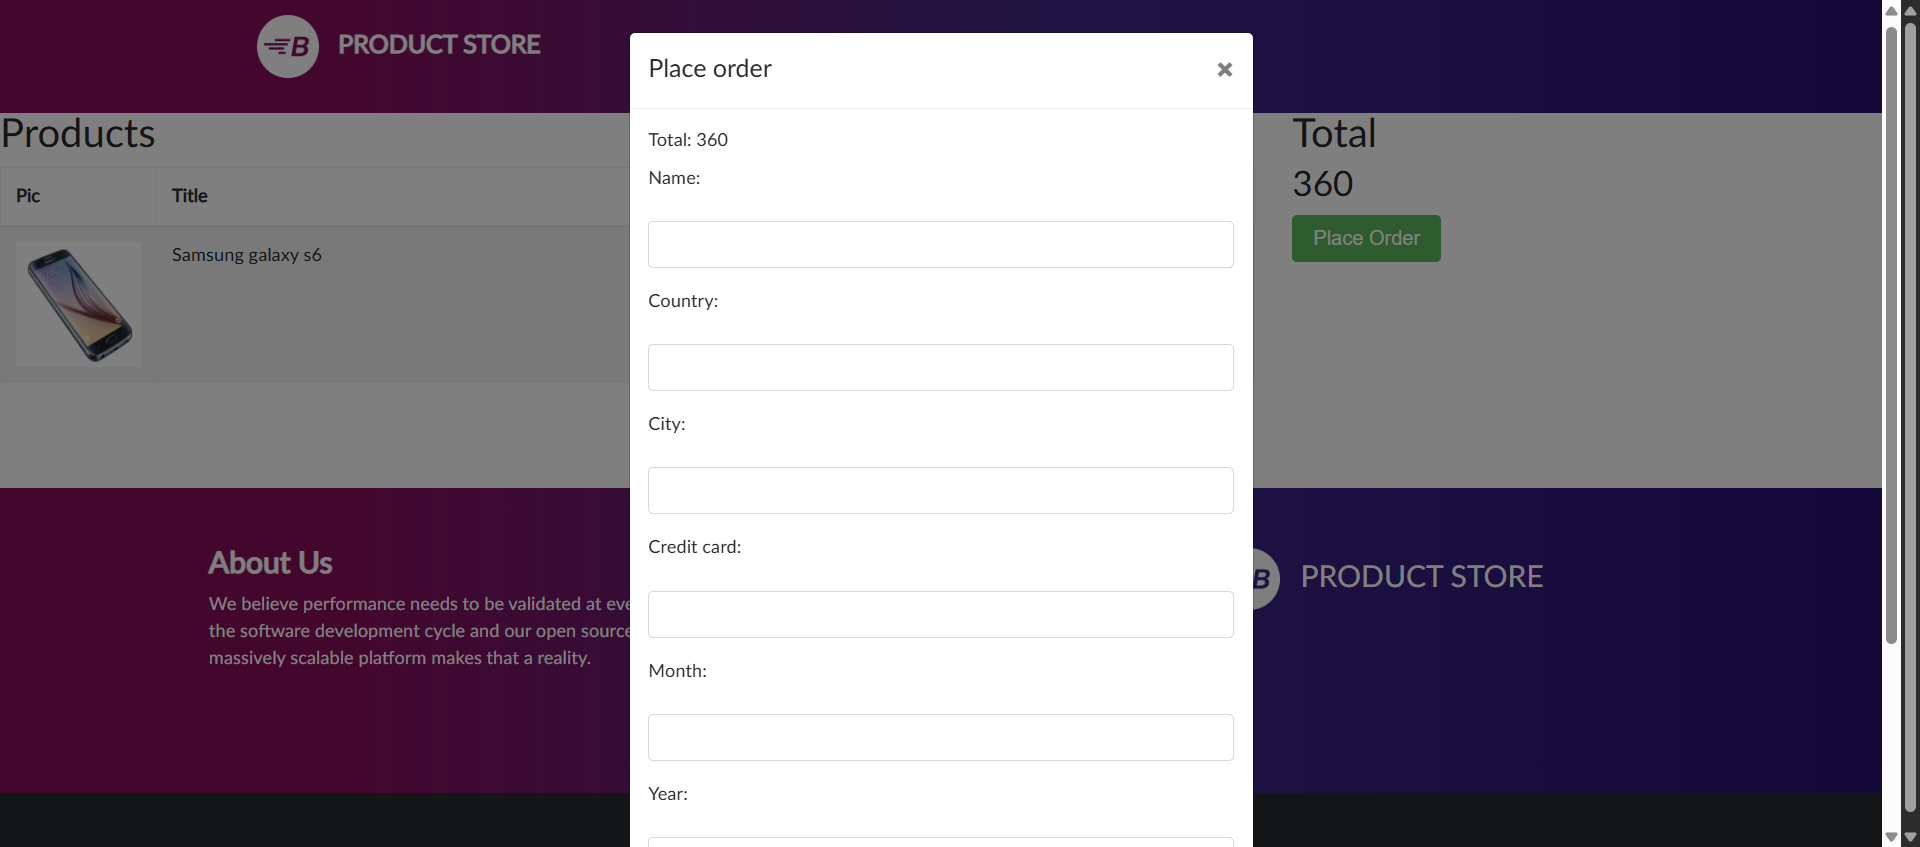 B PRODUCT STORE
Place order
Total: 360
Name:
Country:
City:
Credit card:
Month:
Year:
Products
Pic Title
Samsung galaxy s6
Total
360
Place Order
About Us
We believe performance needs to be validated at eve
the software development cycle and our open source
massively scalable platform makes that a reality.
B PRODUCT STORE